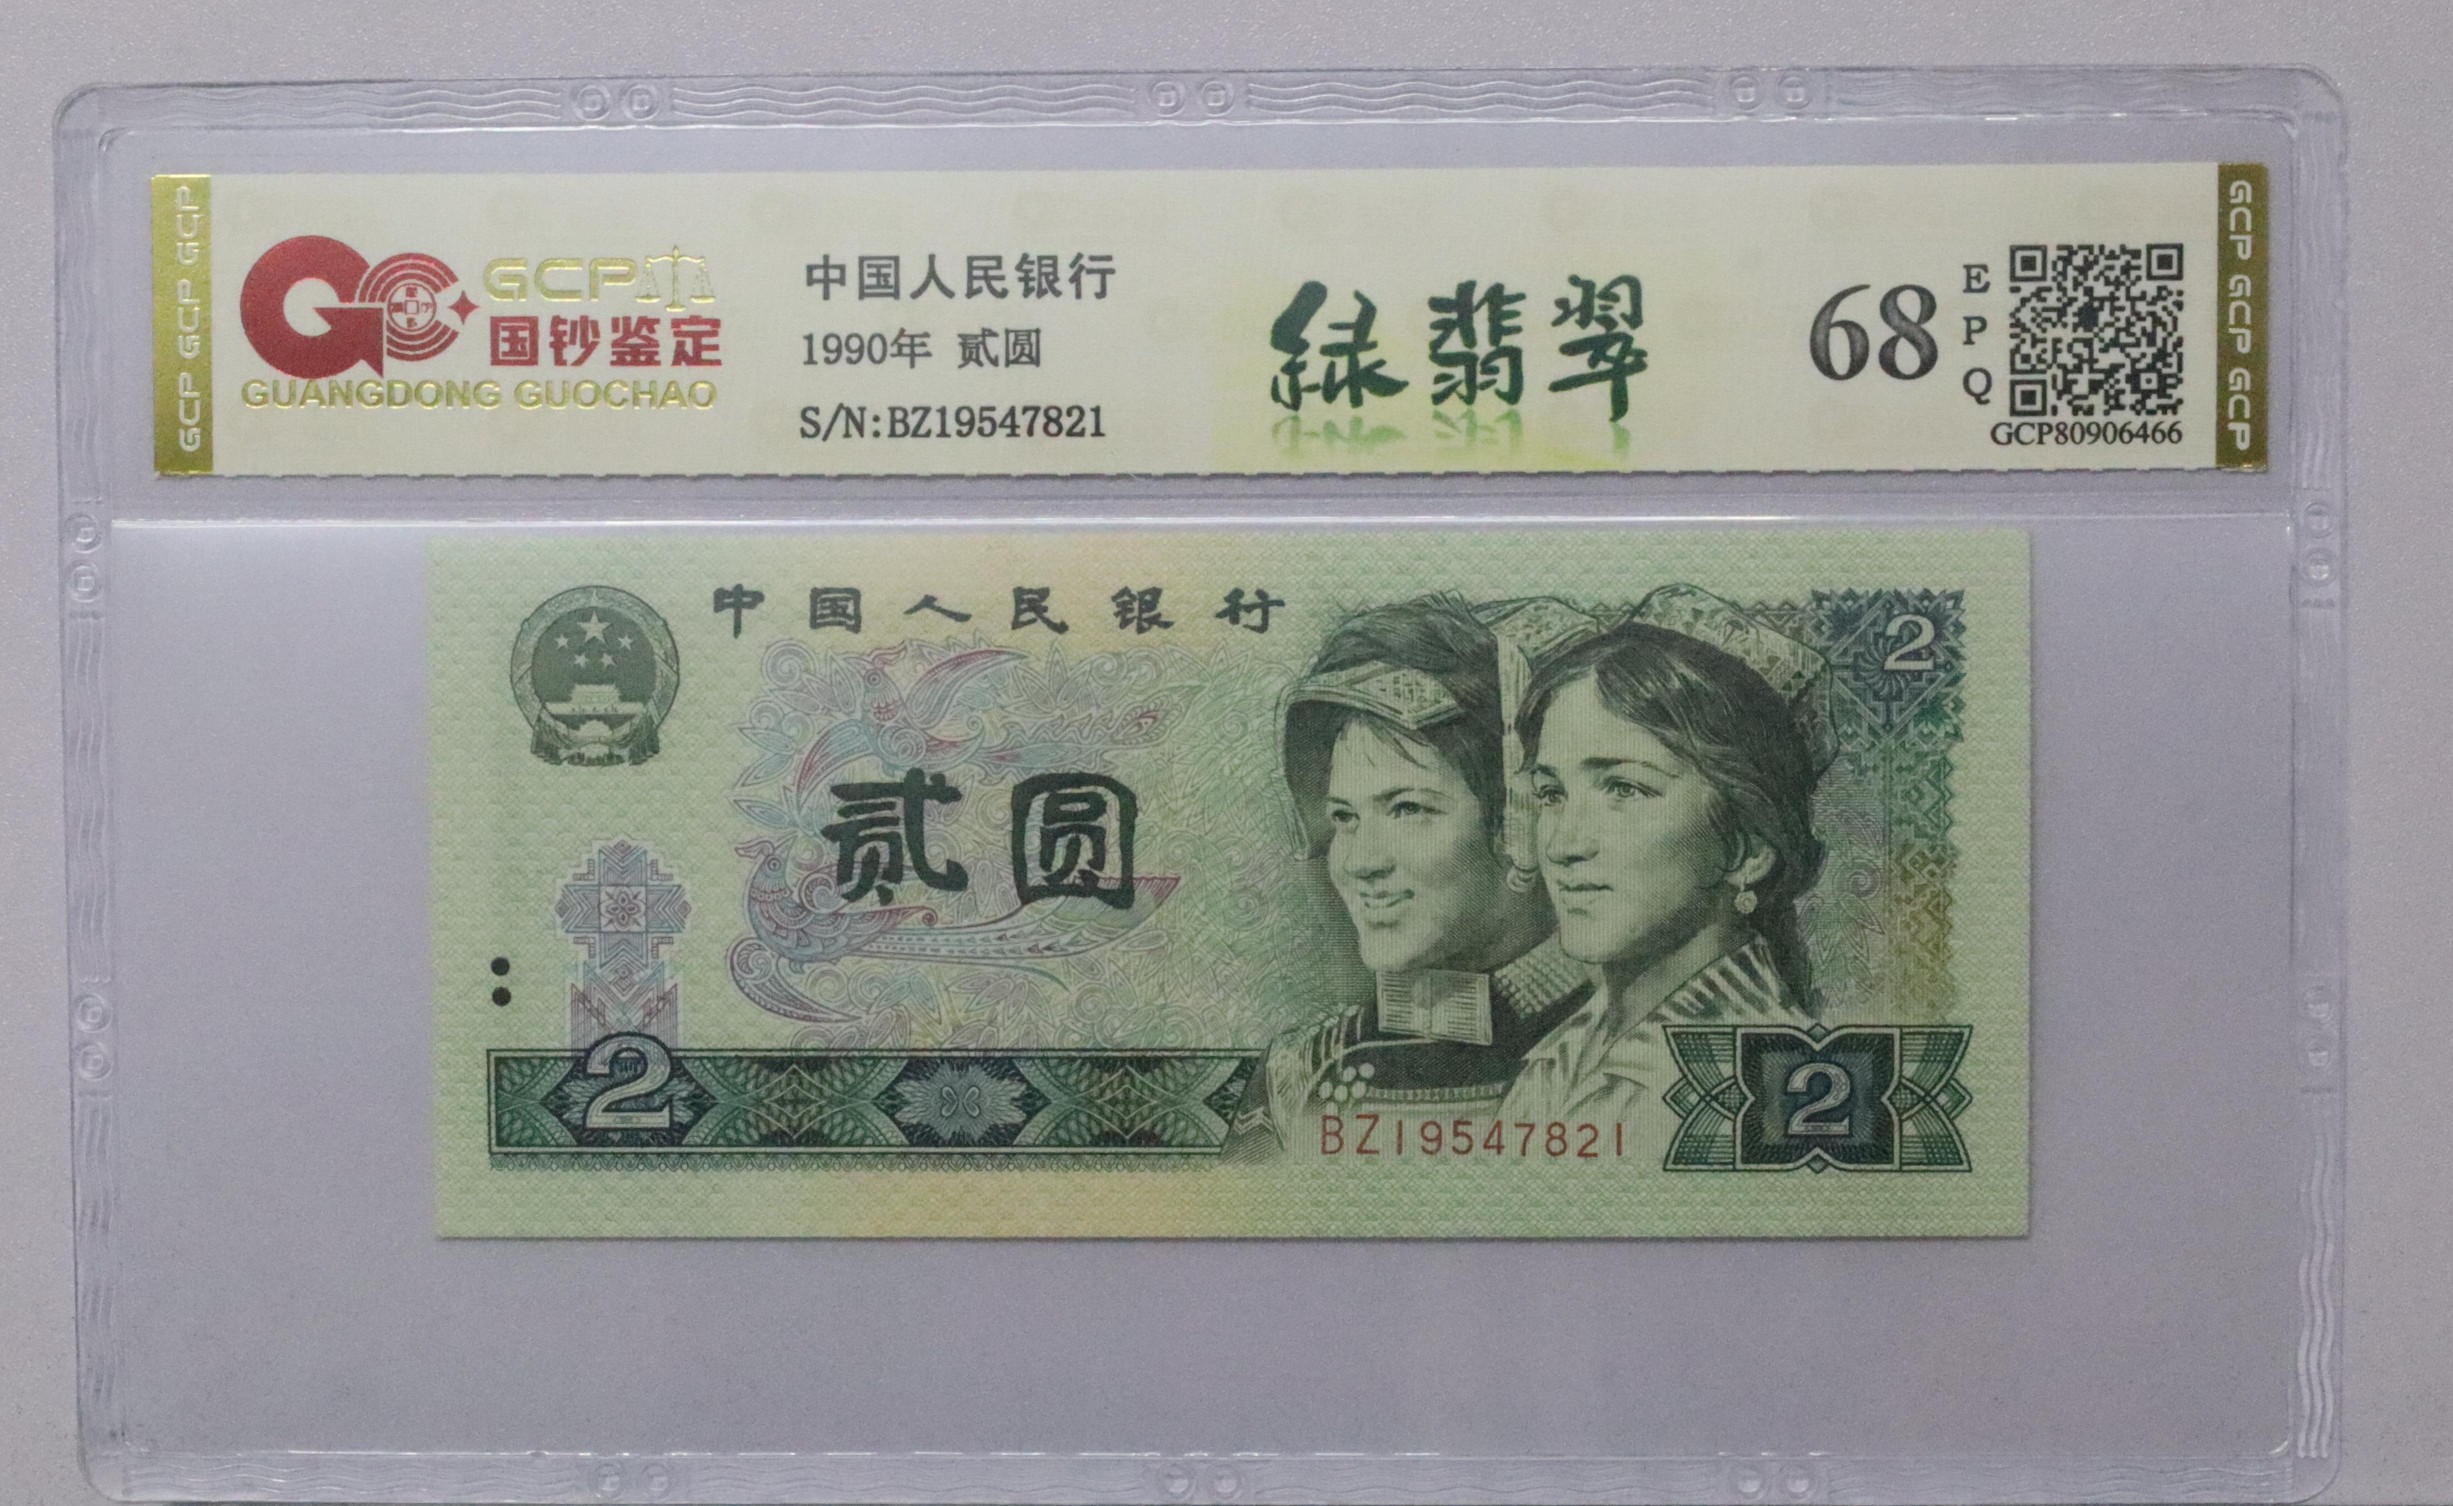 GCP GCP GCP
GCP
国钞鉴定
GUANGDONG GUOCHAO
中国人民银行
1990年 贰圆
S/N:BZ19547821
绿翡翠
68
EPQ
GCP80906466
GCP GCP GCP
中国人民银行
2
贰圆
2
BZ19547821
2